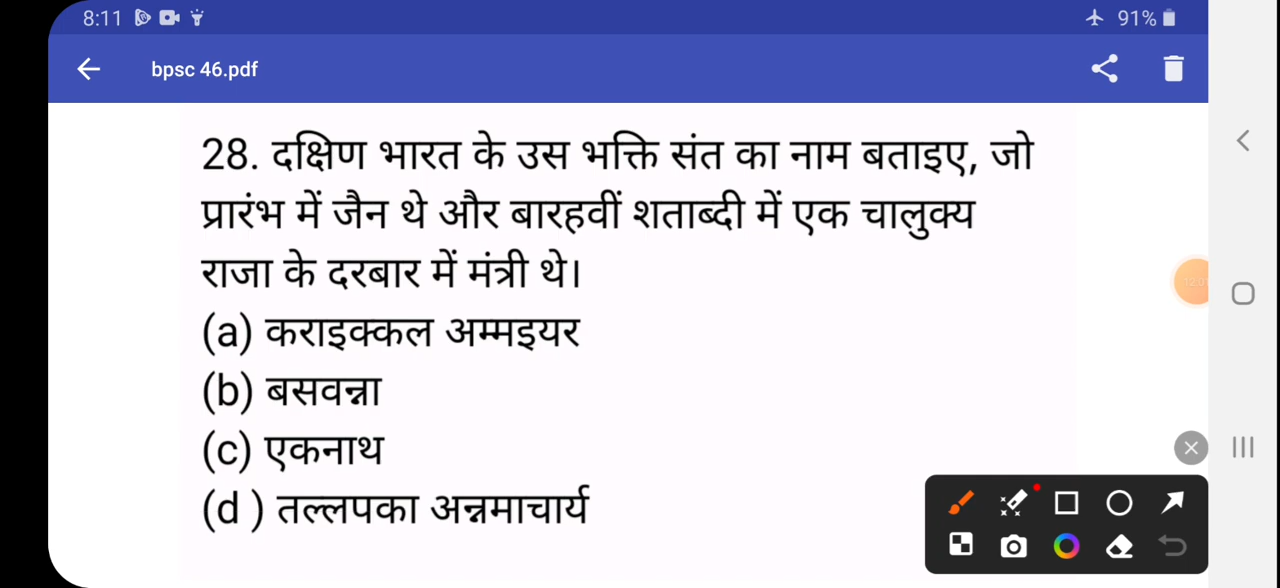 8:11
91%
bpsc 46.pdf
28. दक्षिण भारत के उस भक्ति संत का नाम बताइए, जो
प्रारंभ में जैन थे और बारहवीं शताब्दी में एक चालुक्य
राजा के दरबार में मंत्री थे।
(a) कराइक्कल अम्मइयर
(b) बसवन्ना
(c) एकनाथ
(d ) तल्लपका अन्नमाचार्य